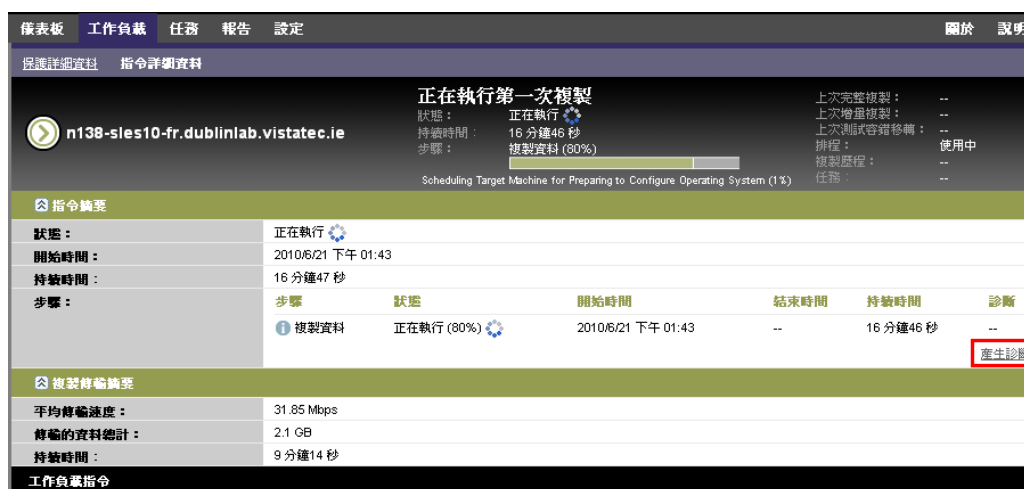 儀表板 工作負載 任務 報告 設定 關於 說明
保護詳細資料 指令詳細資料
n138-sles10-fr.dublinlab.vistatec.ie
正在執行第一次複製
狀態： 正在執行
持續時間： 16 分鐘46 秒
步驟： 複製資料 (80%)
Scheduling Target Machine for Preparing to Configure Operating System (1%)
上次完整複製： --
上次增量複製： --
上次測試容錯移轉： --
排程： 使用中
複製歷程： --
任務： --
指令摘要
狀態： 正在執行
開始時間： 2010/6/21 下午 01:43
持續時間： 16 分鐘47 秒
步驟： 步驟 狀態 開始時間 結束時間 持續時間 診斷
複製資料 正在執行 (80%) 2010/6/21 下午 01:43 -- 16 分鐘46 秒 --
產生診斷
複製傳輸摘要
平均傳輸速度： 31.85 Mbps
傳輸的資料總計： 2.1 GB
持續時間： 9 分鐘14 秒
工作負載指令